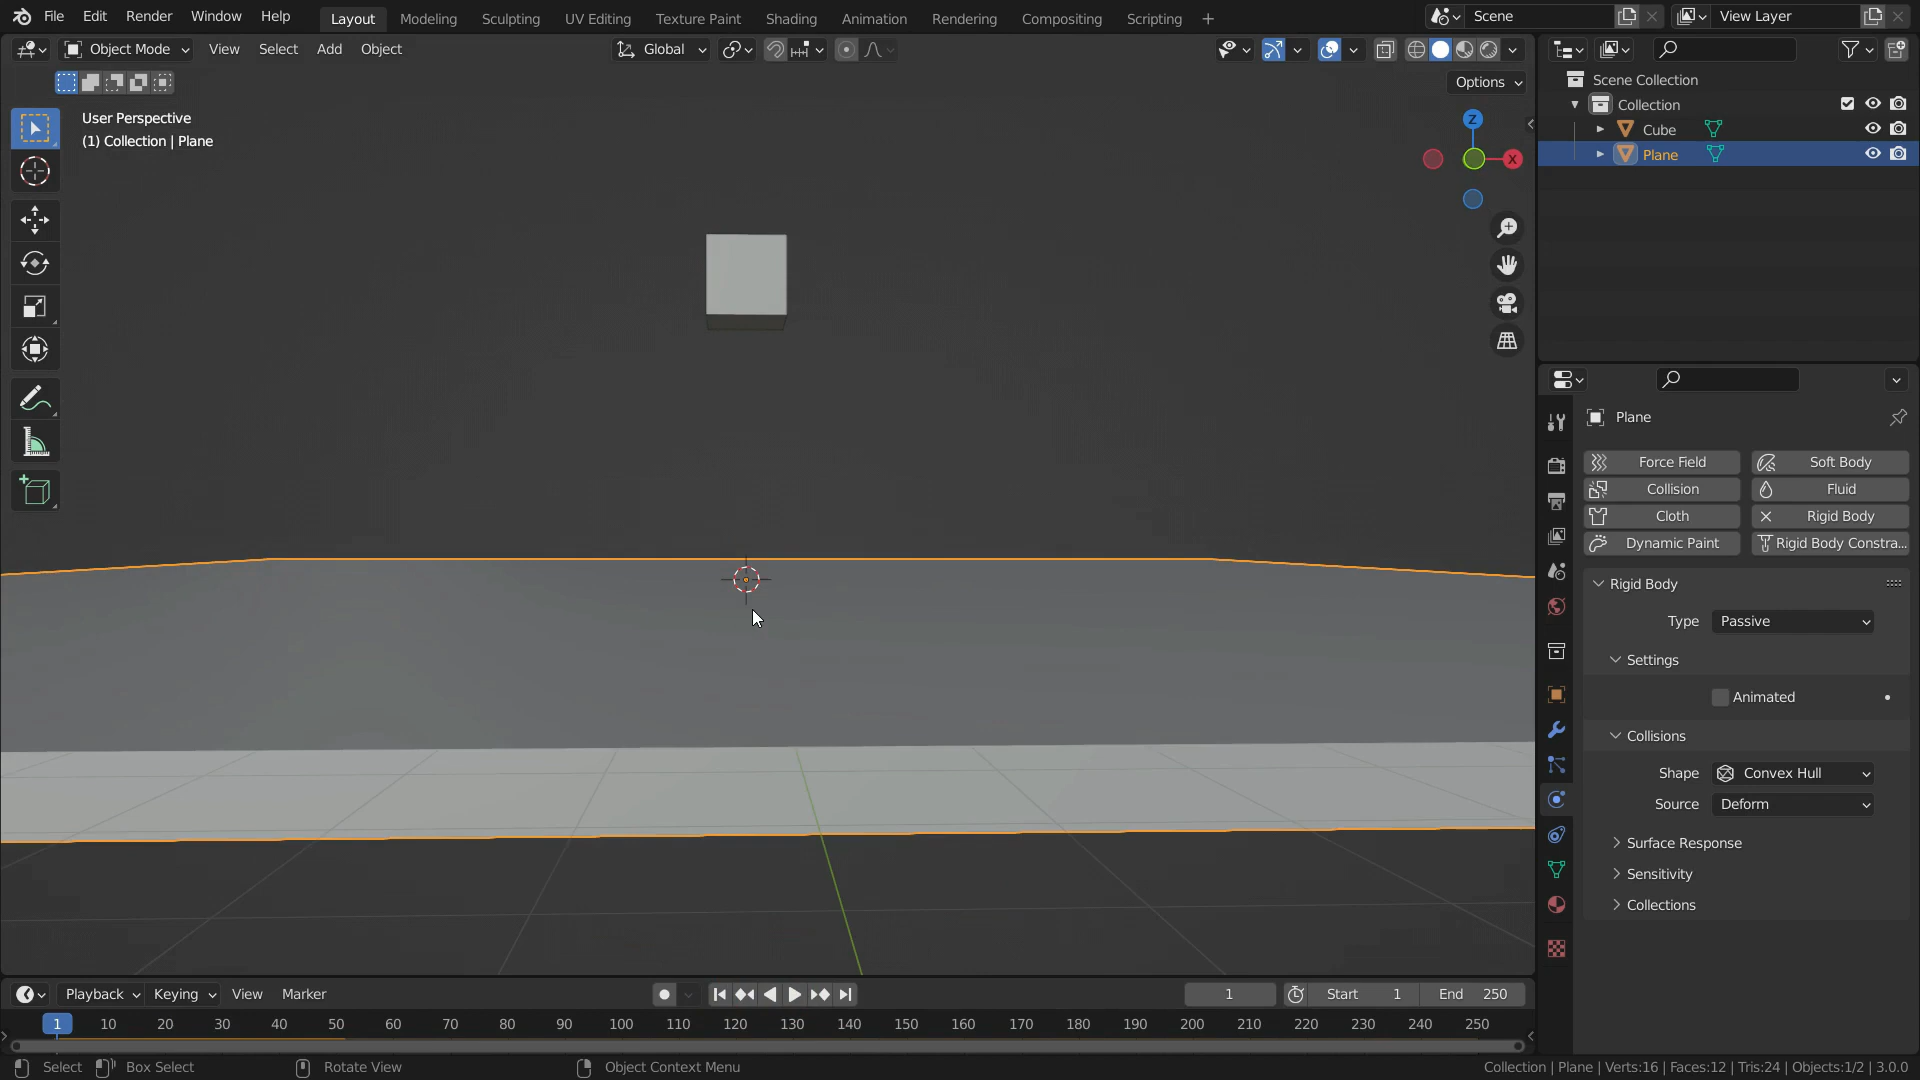 File Edit Render Window Help Layout Modeling Sculpting UV Editing Texture Paint Shading Animation Rendering Compositing Scripting + Scene View Layer
Object Mode View Select Add Object Global
Options
User Perspective
(1) Collection | Plane
Z
X
Scene Collection
Collection
Cube
Plane
Plane
Force Field Soft Body
Collision Fluid
Cloth Rigid Body
Dynamic Paint Rigid Body Constra...
Rigid Body
Type Passive
Settings
Animated
Collisions
Shape Convex Hull
Source Deform
Surface Response
Sensitivity
Collections
Playback Keying View Marker 1 Start 1 End 250
1 10 20 30 40 50 60 70 80 90 100 110 120 130 140 150 160 170 180 190 200 210 220 230 240 250
Select Box Select Rotate View Object Context Menu Collection | Plane | Verts:16 | Faces:12 | Tris:24 | Objects:1/2 | 3.0.0